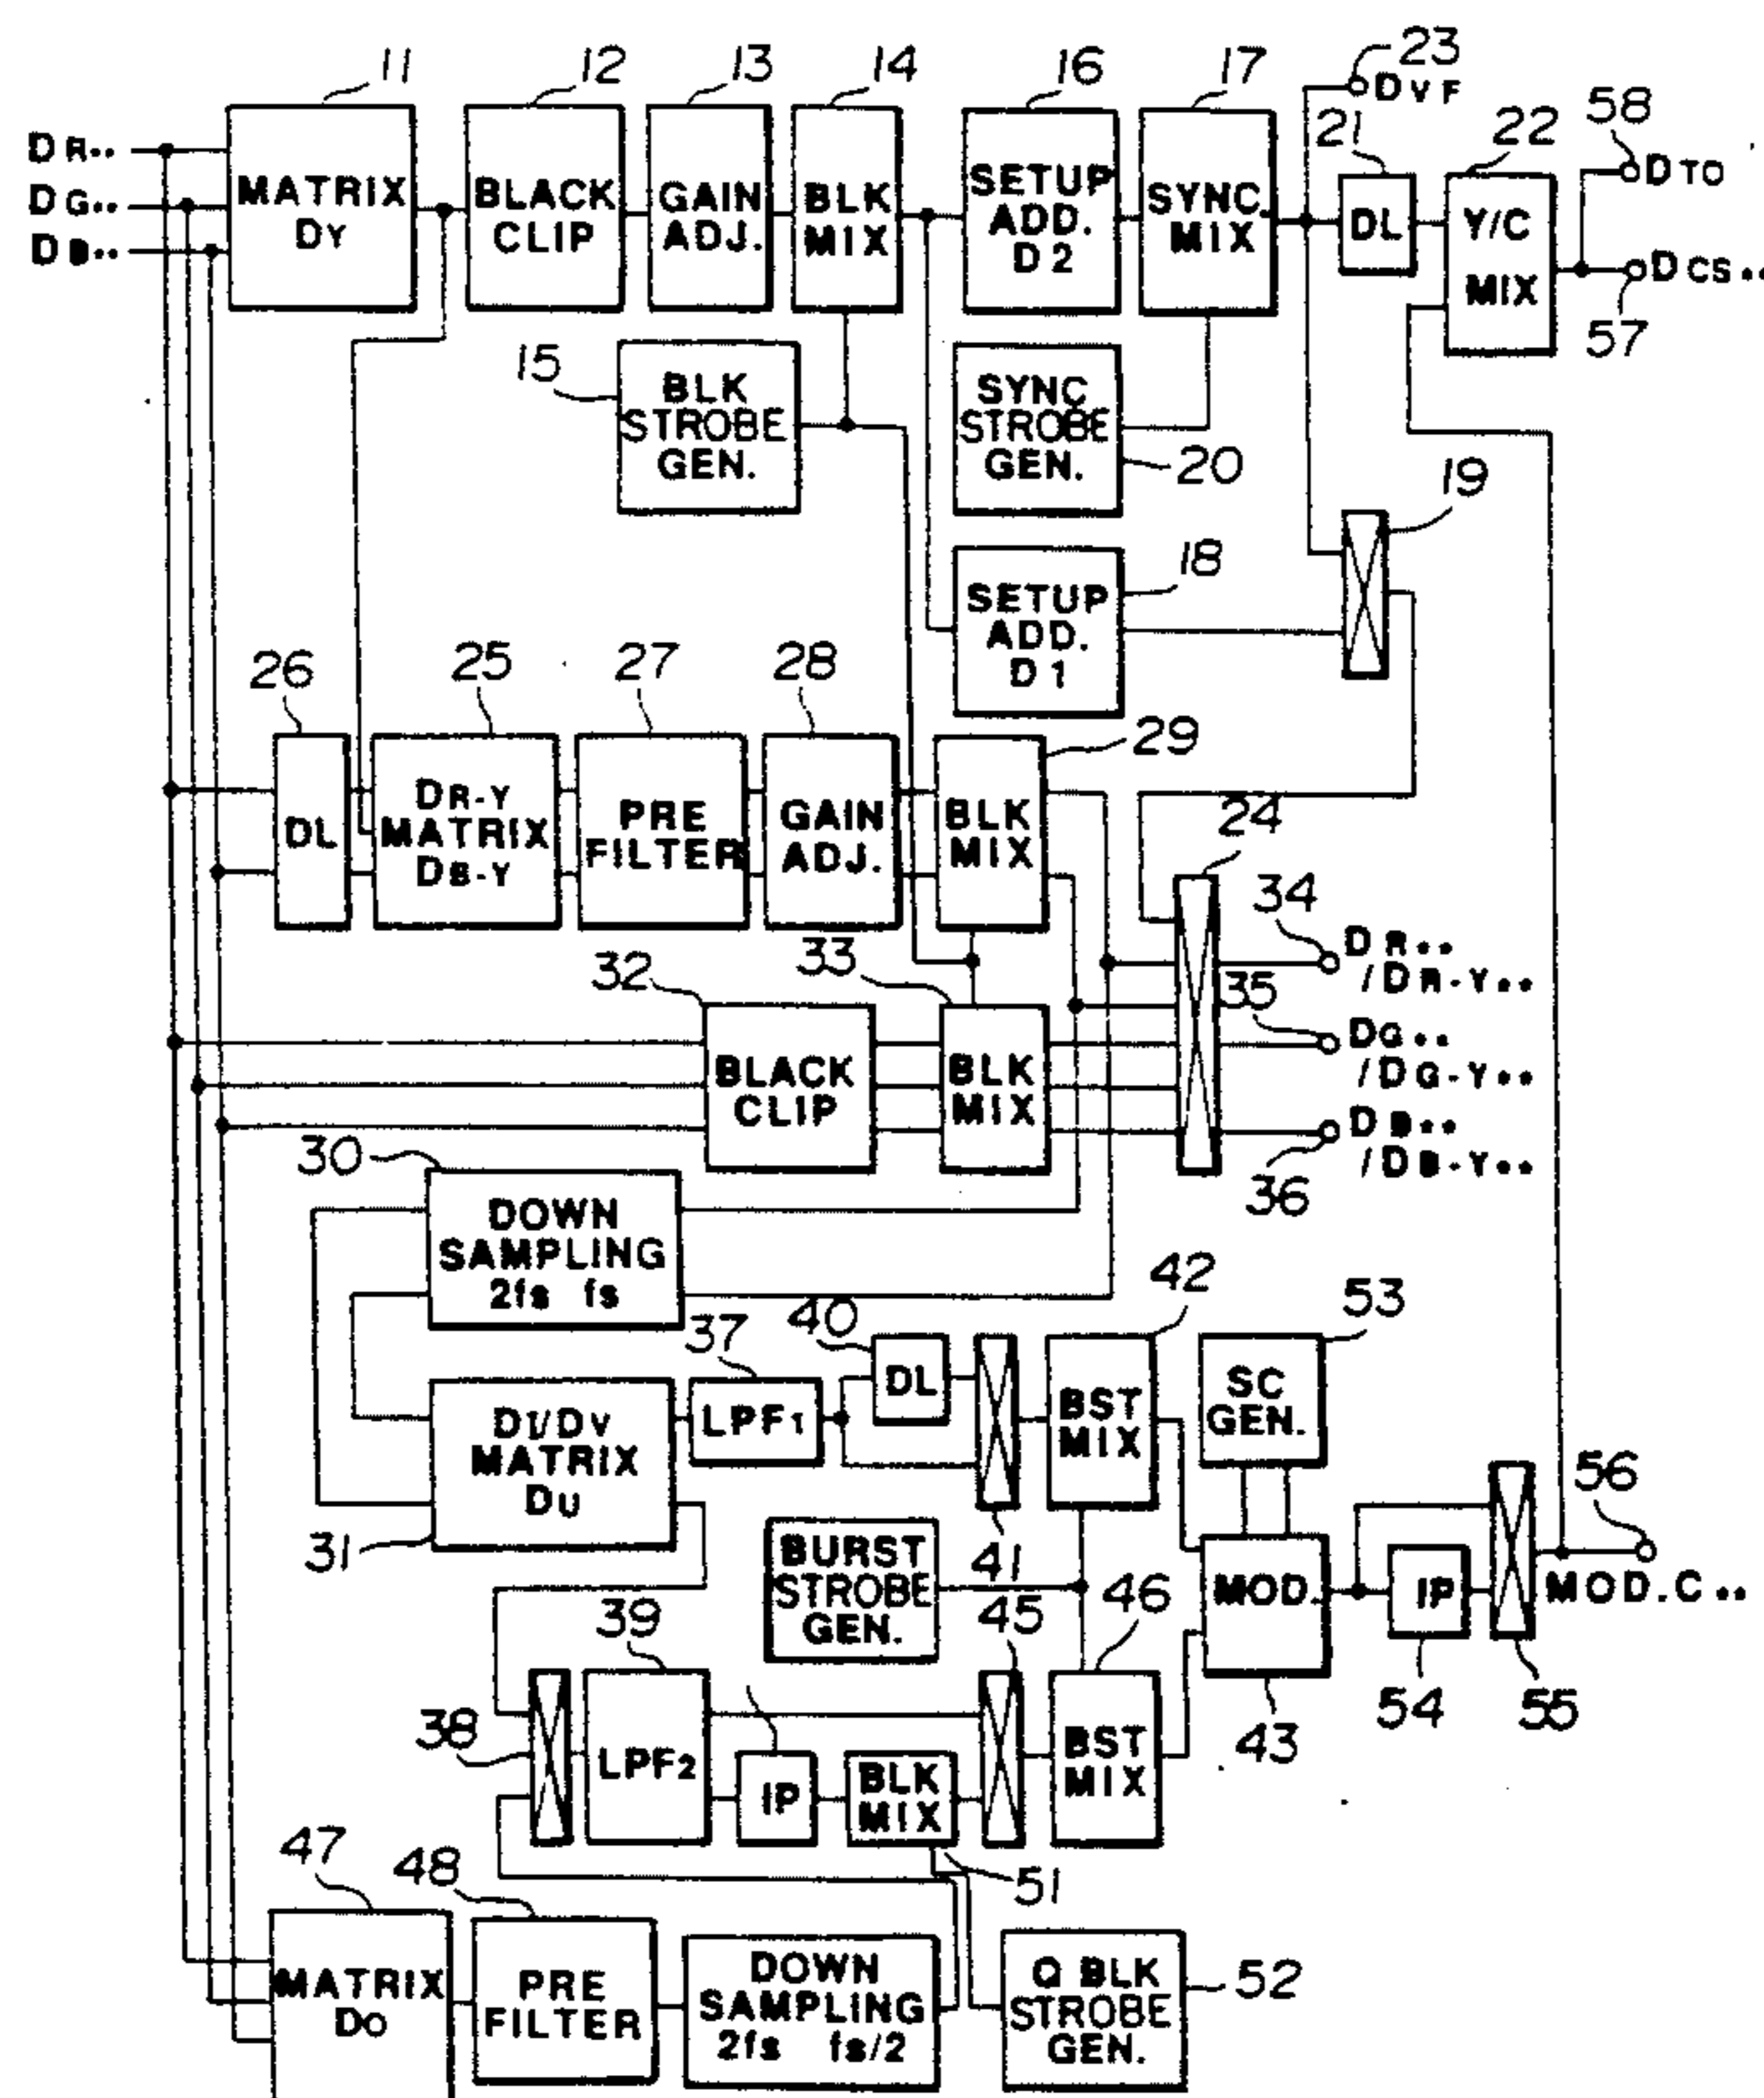 11
12
13
14
16
17
23
DVF
21
22
58
DTO
DR••
DG••
DB••
MATRIX
DY
BLACK
CLIP
GAIN
ADJ.
BLK
MIX
SETUP
ADD.
D2
SYNC
MIX
DL
Y/C
MIX
DCS••
57
15
BLK
STROBE
GEN.
SYNC
STROBE
GEN.
20
19
18
SETUP
ADD.
D1
26
25
27
28
29
DL
DR-Y
MATRIX
DB-Y
PRE
FILTER
GAIN
ADJ.
BLK
MIX
24
34
DR••
/DR-Y••
35
DG••
/DG-Y••
DB••
/DB-Y••
36
32
33
BLACK
CLIP
BLK
MIX
30
DOWN
SAMPLING
2fs fs
37
40
42
53
DI/DV
MATRIX
DU
31
LPF1
DL
41
BST
MIX
SC
GEN.
56
MOD.C••
BURST
STROBE
GEN.
MOD.
43
IP
54
55
39
45
46
38
LPF2
IP
BLK
MIX
51
BST
MIX
47
48
MATRIX
PRE
FILTER
DOWN
SAMPLING
2fs fs/2
Q BLK
STROBE
GEN.
52